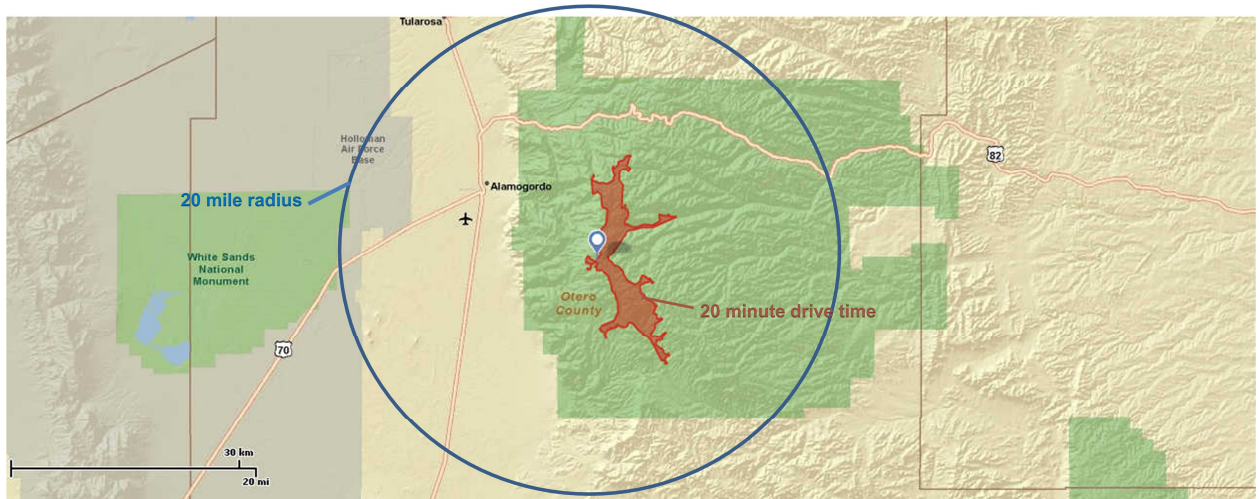 Tularosa
Holloman
Air Force
Base
82
Alamogordo
20 mile radius
White Sands
National
Monument
Otero
County
20 minute drive time
70
30 km
20 mi